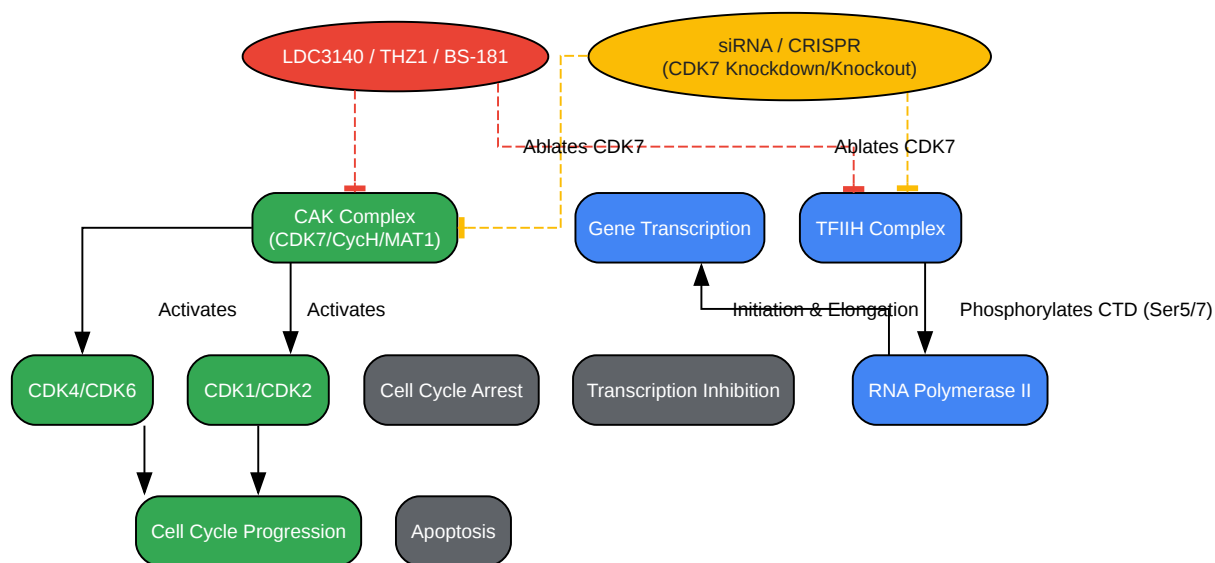 LDC3140 / THZ1 / BS-181
siRNA / CRISPR
(CDK7 Knockdown/Knockout)
Ablates CDK7
Ablates CDK7
CAK Complex
(CDK7/CycH/MAT1)
Gene Transcription
TFIIH Complex
Activates
Activates
Initiation & Elongation
Phosphorylates CTD (Ser5/7)
CDK4/CDK6
CDK1/CDK2
Cell Cycle Arrest
Transcription Inhibition
RNA Polymerase II
Cell Cycle Progression
Apoptosis